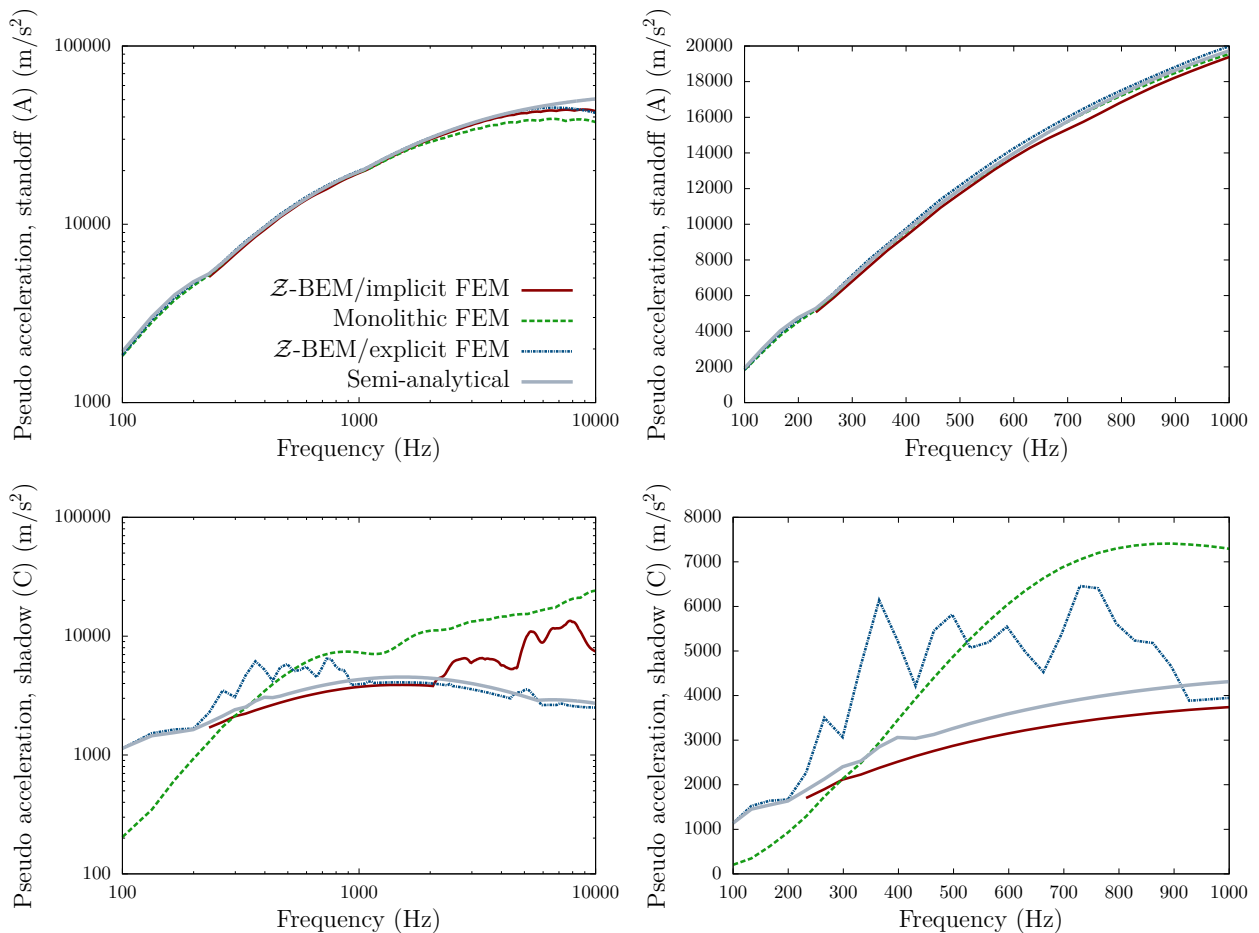 Pseudo acceleration, standoff (A) (m/s²)
100000
10000
1000
100
1000
10000
Frequency (Hz)
𝒵-BEM/implicit FEM
Monolithic FEM
𝒵-BEM/explicit FEM
Semi-analytical
Pseudo acceleration, standoff (A) (m/s²)
20000
18000
16000
14000
12000
10000
8000
6000
4000
2000
0
100 200 300 400 500 600 700 800 900 1000
Frequency (Hz)
Pseudo acceleration, shadow (C) (m/s²)
100000
10000
1000
100
100
1000
10000
Frequency (Hz)
Pseudo acceleration, shadow (C) (m/s²)
8000
7000
6000
5000
4000
3000
2000
1000
0
100 200 300 400 500 600 700 800 900 1000
Frequency (Hz)